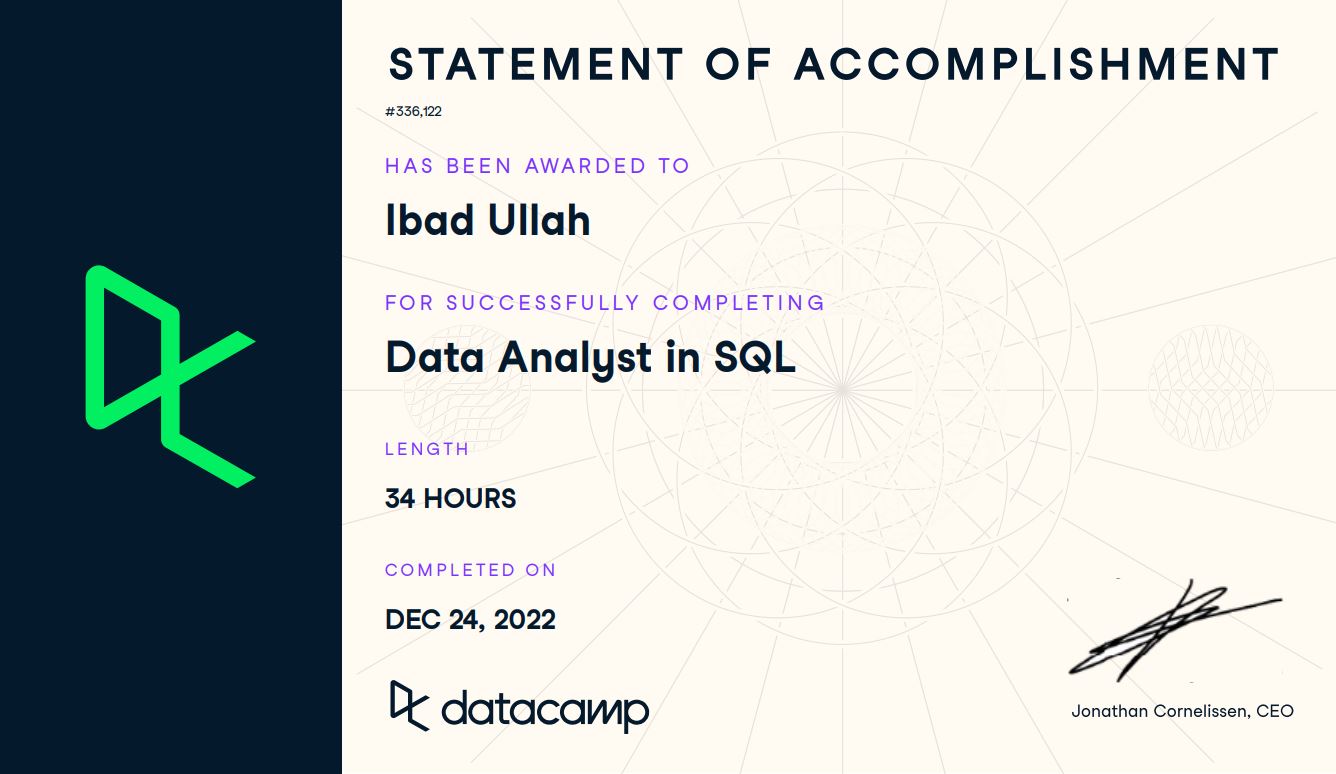 STATEMENT OF ACCOMPLISHMENT
#336,122
HAS BEEN AWARDED TO
Ibad Ullah
FOR SUCCESSFULLY COMPLETING
Data Analyst in SQL
LENGTH
34 HOURS
COMPLETED ON
DEC 24, 2022
datacamp
Jonathan Cornelissen, CEO